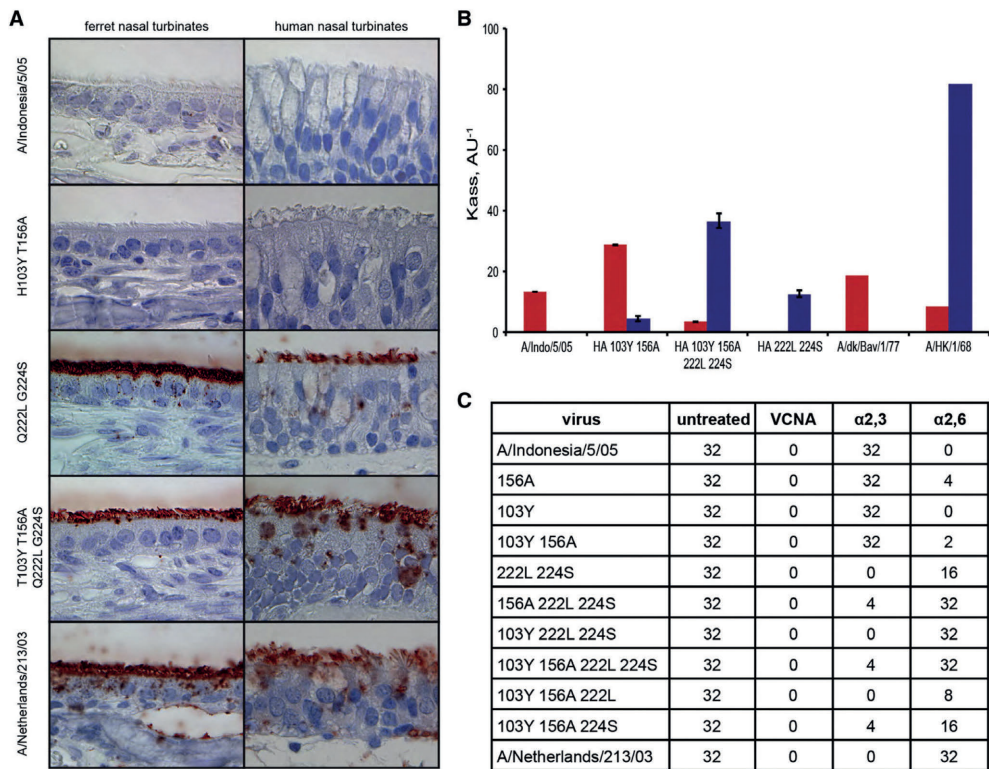 A
ferret nasal turbinates
human nasal turbinates
A/Indonesia/5/05
H103Y T156A
Q222L G224S
T103Y T156A
Q222L G224S
A/Netherlands/213/03
B
Kass, AU-1
100
80
60
40
20
0
A/Indo/5/05
HA 103Y 156A
HA 103Y 156A
222L 224S
HA 222L 224S
A/dk/Bav/1/77
A/HK/1/68
C
virus untreated VCNA α2,3 α2,6
A/Indonesia/5/05 32 0 32 0
156A 32 0 32 4
103Y 32 0 32 0
103Y 156A 32 0 32 2
222L 224S 32 0 0 16
156A 222L 224S 32 0 4 32
103Y 222L 224S 32 0 0 32
103Y 156A 222L 224S 32 0 4 32
103Y 156A 222L 32 0 0 8
103Y 156A 224S 32 0 4 16
A/Netherlands/213/03 32 0 0 32